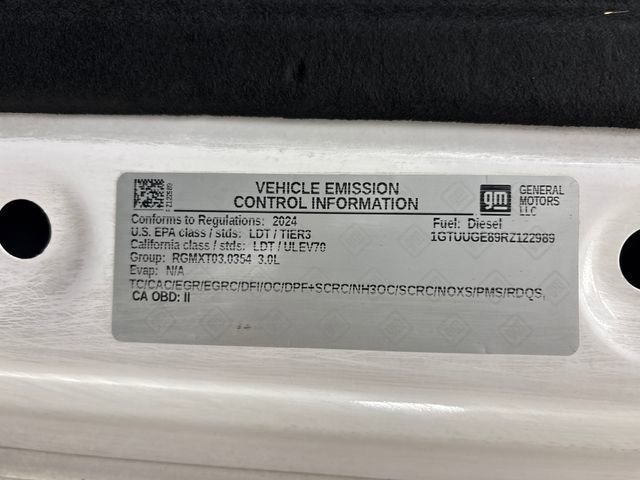 VEHICLE EMISSION
CONTROL INFORMATION
gm
GENERAL
MOTORS
LLC
Conforms to Regulations: 2024
U.S. EPA class / stds: LDT / TIER3
California class / stds: LDT / ULEV70
Group: RGMXT03.0354 3.0L
Evap: N/A
Fuel: Diesel
1GTUUGE89RZ122989
TC/CAC/EGR/EGRC/DFI/OC/DPF+SCRC/NH3OC/SCRC/NOXS/PMS/RDQS,
CA OBD: II